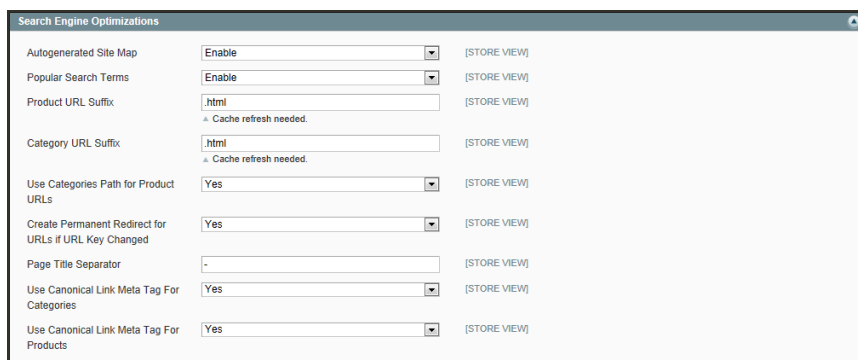 Search Engine Optimizations
Autogenerated Site Map Enable [STORE VIEW]
Popular Search Terms Enable [STORE VIEW]
Product URL Suffix .html [STORE VIEW]
Cache refresh needed.
Category URL Suffix .html [STORE VIEW]
Cache refresh needed.
Use Categories Path for Product Yes [STORE VIEW]
URLs
Create Permanent Redirect for Yes [STORE VIEW]
URLs if URL Key Changed
Page Title Separator - [STORE VIEW]
Use Canonical Link Meta Tag For Yes [STORE VIEW]
Categories
Use Canonical Link Meta Tag For Yes [STORE VIEW]
Products